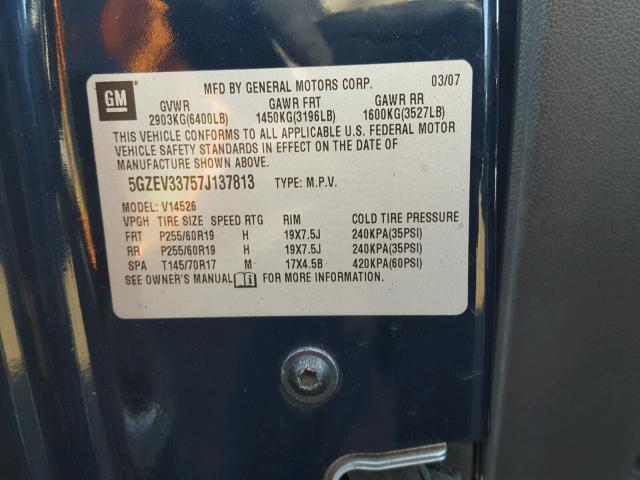 GM
MFD BY GENERAL MOTORS CORP. 03/07
GVWR GAWR FRT GAWR RR
2903KG(6400LB) 1450KG(3196LB) 1600KG(3527LB)
THIS VEHICLE CONFORMS TO ALL APPLICABLE U.S. FEDERAL MOTOR
VEHICLE SAFETY STANDARDS IN EFFECT ON THE DATE OF
MANUFACTURE SHOWN ABOVE.
5GZEV33757J137813 TYPE: M.P.V.
MODEL: V14526
VPGH TIRE SIZE SPEED RTG RIM COLD TIRE PRESSURE
FRT P255/60R19 H 19X7.5J 240KPA(35PSI)
RR P255/60R19 H 19X7.5J 240KPA(35PSI)
SPA T145/70R17 M 17X4.5B 420KPA(60PSI)
SEE OWNER'S MANUAL FOR MORE INFORMATION.